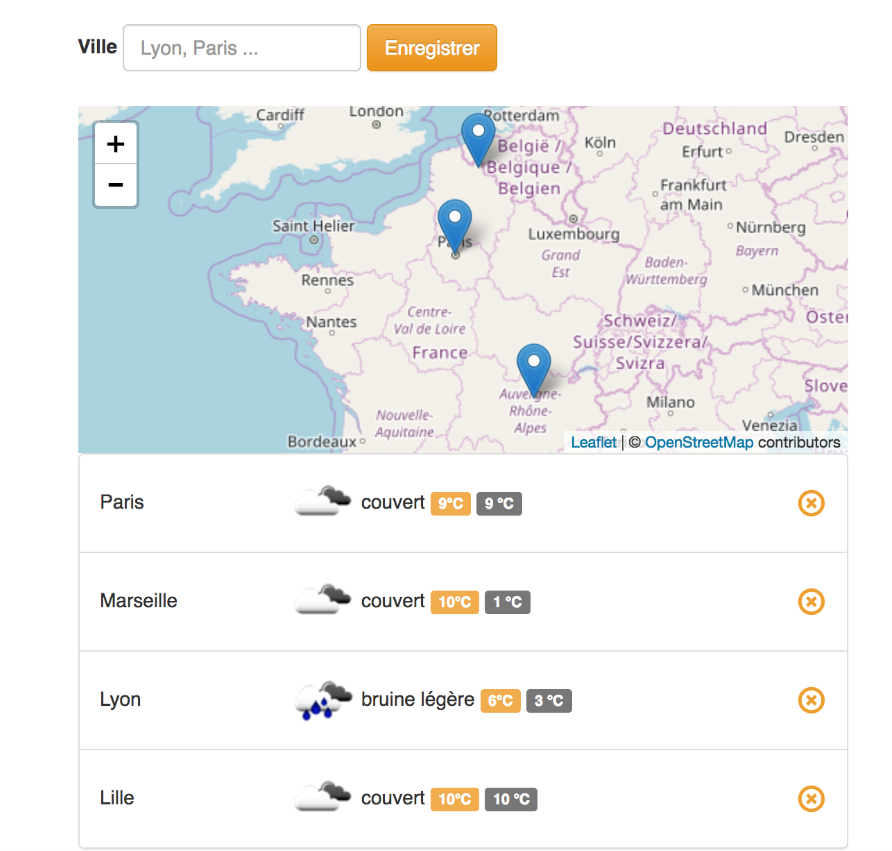 Ville Lyon, Paris ... Enregistrer
+
−
Cardiff
London
Rotterdam
België /
Belgique /
Belgien
Köln
Deutschland
Erfurt
Dresden
Frankfurt
am Main
Saint Helier
Paris
Luxembourg
Nürnberg
Grand
Est
Bayern
Baden-
Württemberg
Rennes
München
Nantes
Centre-
Val de Loire
France
Schweiz/
Suisse/Svizzera/
Svizra
Öster
Slove
Auvergne-
Rhône-
Alpes
Milano
Nouvelle-
Aquitaine
Venezia
Bordeaux
Leaflet | © OpenStreetMap contributors
Paris couvert 9°C 9 °C
Marseille couvert 10°C 1 °C
Lyon bruine légère 6°C 3 °C
Lille couvert 10°C 10 °C